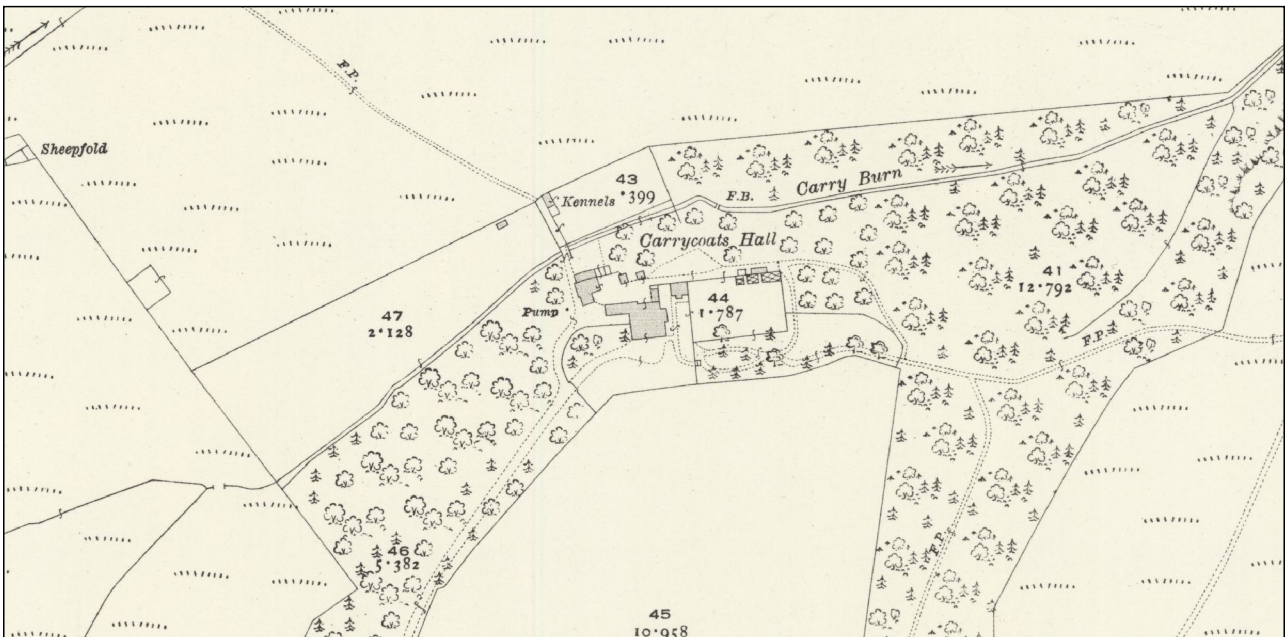 F.P.
Sheepfold
43
Kennels ·399
F.B.
Carry Burn
Carrycoats Hall
41
12·792
44
1·787
Pump
47
2·128
F.P.
46
5·382
F.P.
45
10·958